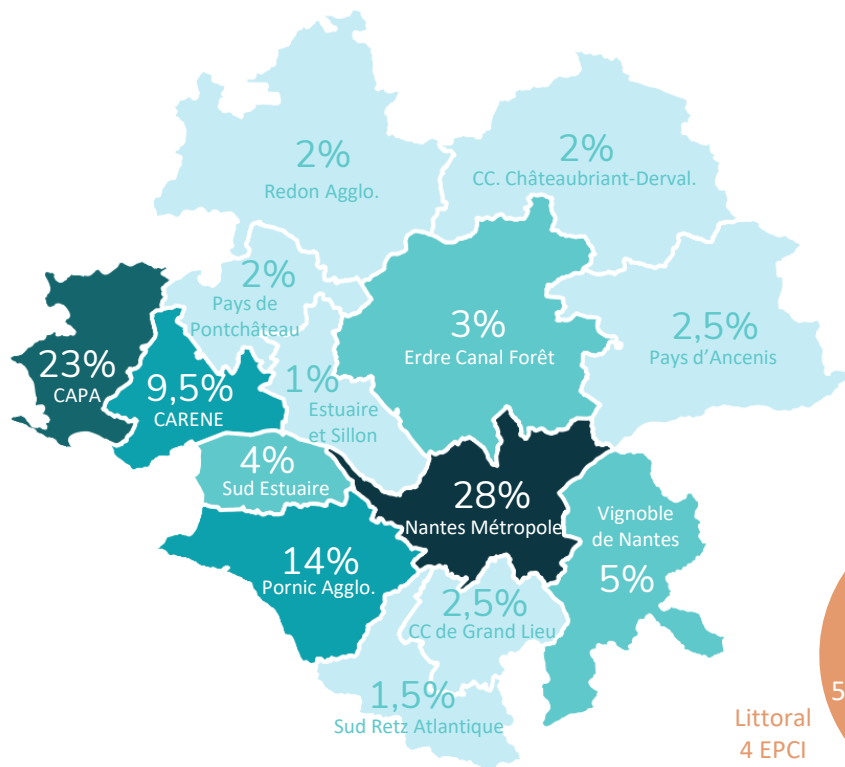 2%
Redon Agglo.
2%
CC. Châteaubriant-Derval.
2%
Pays de
Pontchâteau
3%
Erdre Canal Forêt
2,5%
Pays d'Ancenis
23%
CAPA
9,5%
CARENE
1%
Estuaire
et Sillon
4%
Sud Estuaire
28%
Nantes Métropole
Vignoble
de Nantes
5%
14%
Pornic Agglo.
2,5%
CC de Grand Lieu
1,5%
Sud Retz Atlantique
5
Littoral
4 EPCI